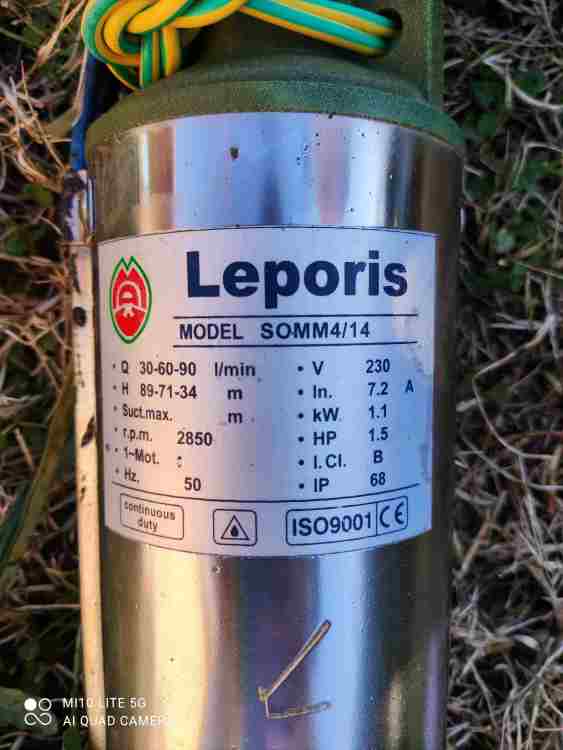 Leporis
MODEL SOMM4/14
• Q 30-60-90 l/min
• H 89-71-34 m
• Suct.max. m
• r.p.m. 2850
• 1~Mot. :
• Hz. 50
• V 230
• In. 7.2 A
• kW. 1.1
• HP 1.5
• I.Cl. B
• IP 68
continuous
duty
ISO9001 CE
MI10 LITE 5G
AI QUAD CAMERA